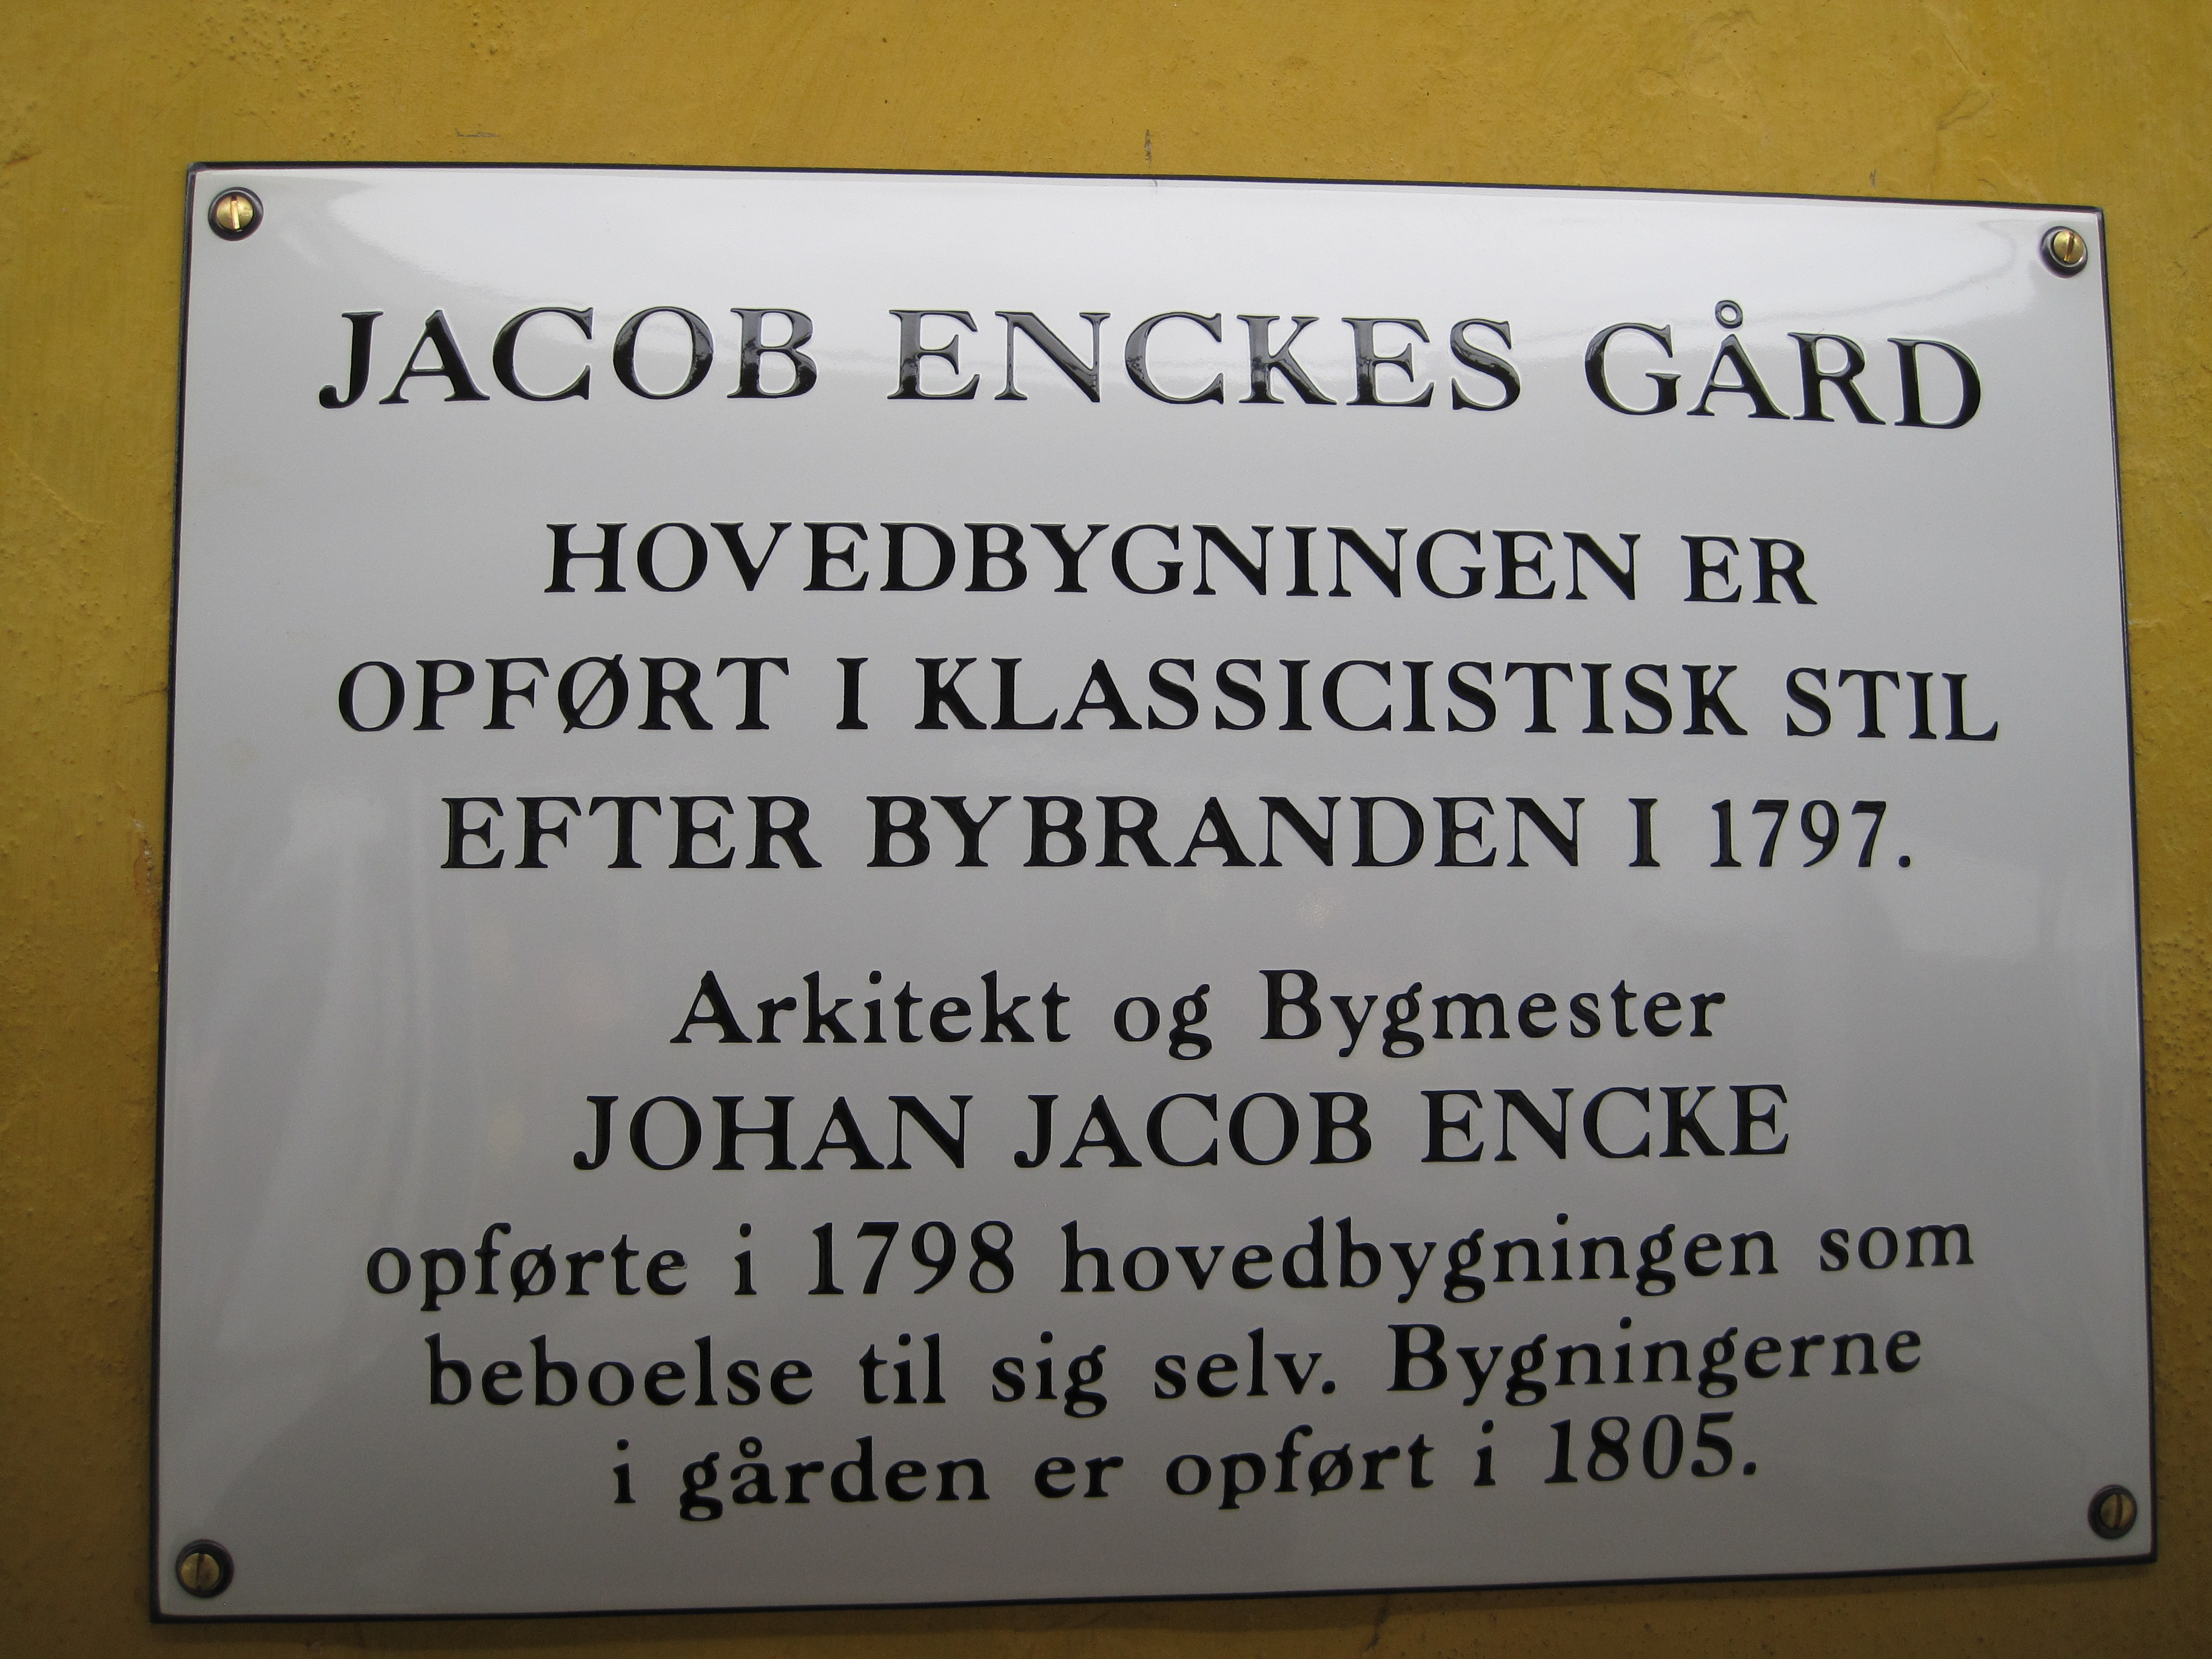 JACOB ENCKES GÅRD
HOVEDBYGNINGEN ER
OPFØRT I KLASSICISTISK STIL
EFTER BYBRANDEN I 1797.
Arkitekt og Bygmester
JOHAN JACOB ENCKE
opførte i 1798 hovedbygningen som
beboelse til sig selv. Bygningerne
i gården er opført i 1805.